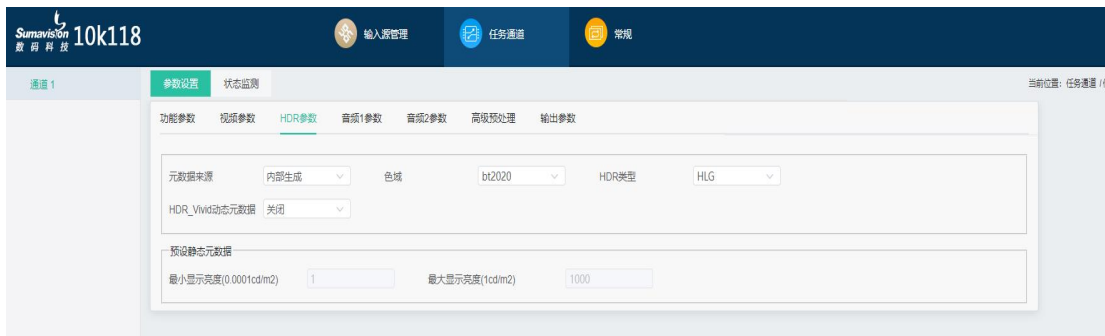 Sumavision 10k118
数码科技
输入源管理 任务通道 常规
通道 1
参数设置 状态监测 当前位置：任务通道 /
功能参数 视频参数 HDR参数 音频1参数 音频2参数 高级预处理 输出参数
元数据来源 内部生成 色域 bt2020 HDR类型 HLG
HDR_Vivid动态元数据 关闭
预设静态元数据
最小显示亮度(0.0001cd/m2) 1 最大显示亮度(1cd/m2) 1000